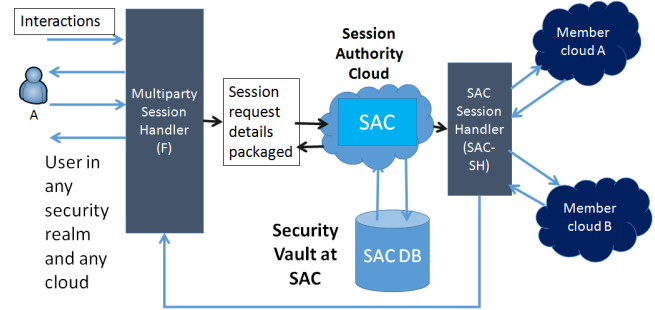 Interactions
A
User in
any
security
realm
and any
cloud
Multiparty
Session
Handler
(F)
Session
request
details
packaged
Session
Authority
Cloud
SAC
Security
Vault at
SAC
SAC DB
SAC
Session
Handler
(SAC-
SH)
Member
cloud A
Member
cloud B